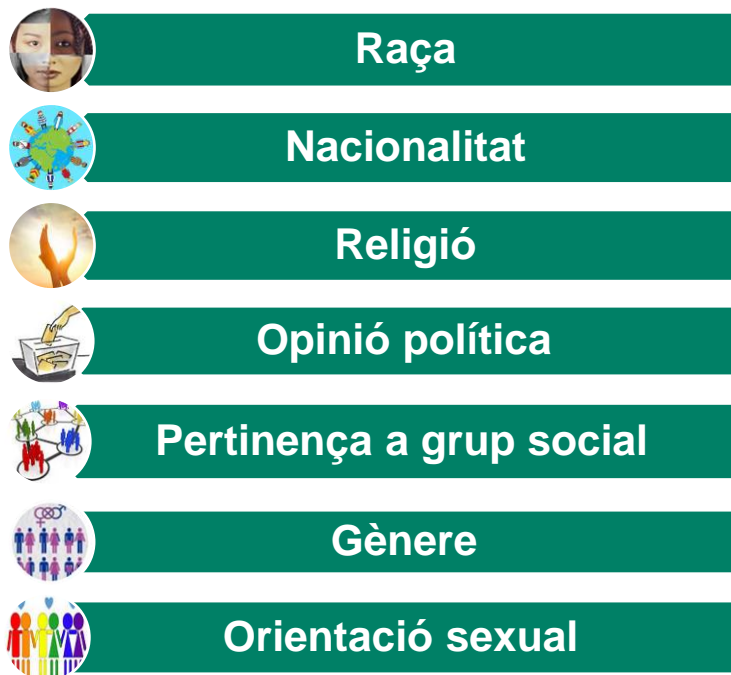 Raça
Nacionalitat
Religió
Opinió política
Pertinença a grup social
Gènere
Orientació sexual